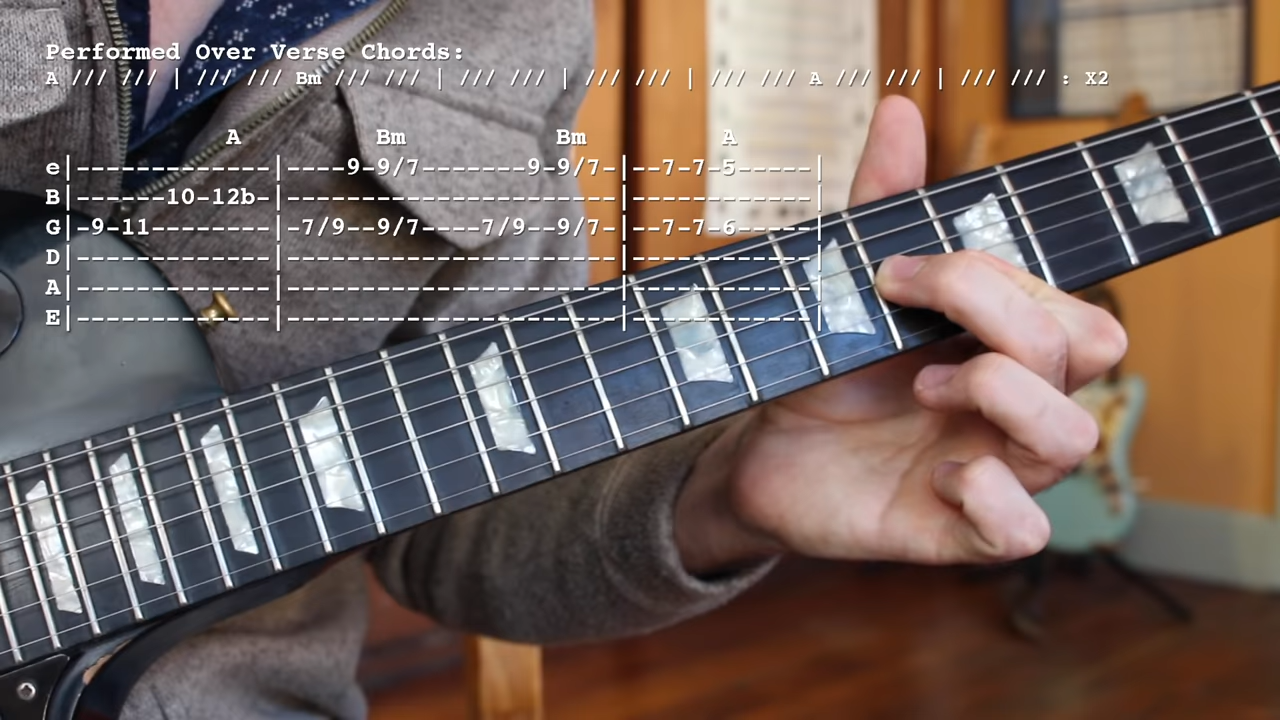 Performed Over Verse Chords:
A /// /// | /// /// Bm /// /// | /// /// | /// /// | /// /// A /// /// | /// /// : X2
            A         Bm          Bm         A
e|-------------|----9-9/7-------9-9/7-|--7-7-5-----|
B|------10-12b-|----------------------|------------|
G|-9-11--------|-7/9--9/7----7/9--9/7-|--7-7-6-----|
D|-------------|----------------------|------------|
A|-------------|----------------------|------------|
E|-------------|----------------------|------------|